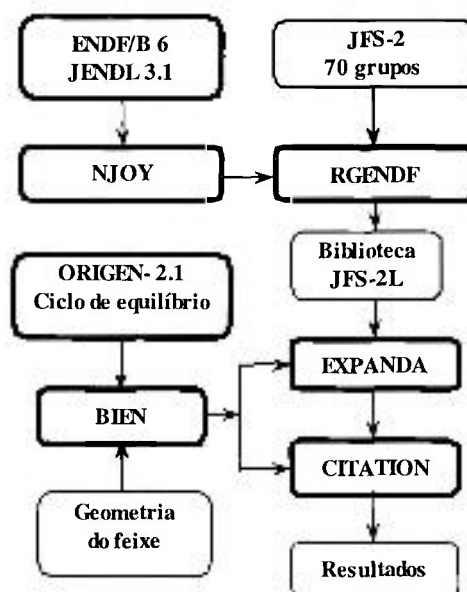 ENDF/B 6
JENDL 3.1
JFS-2
70 grupos
NJOY
RGENDF
Biblioteca
JFS-2L
ORIGEN- 2.1
Ciclo de equilíbrio
EXPANDA
BIEN
CITATION
Geometria
do feixe
Resultados